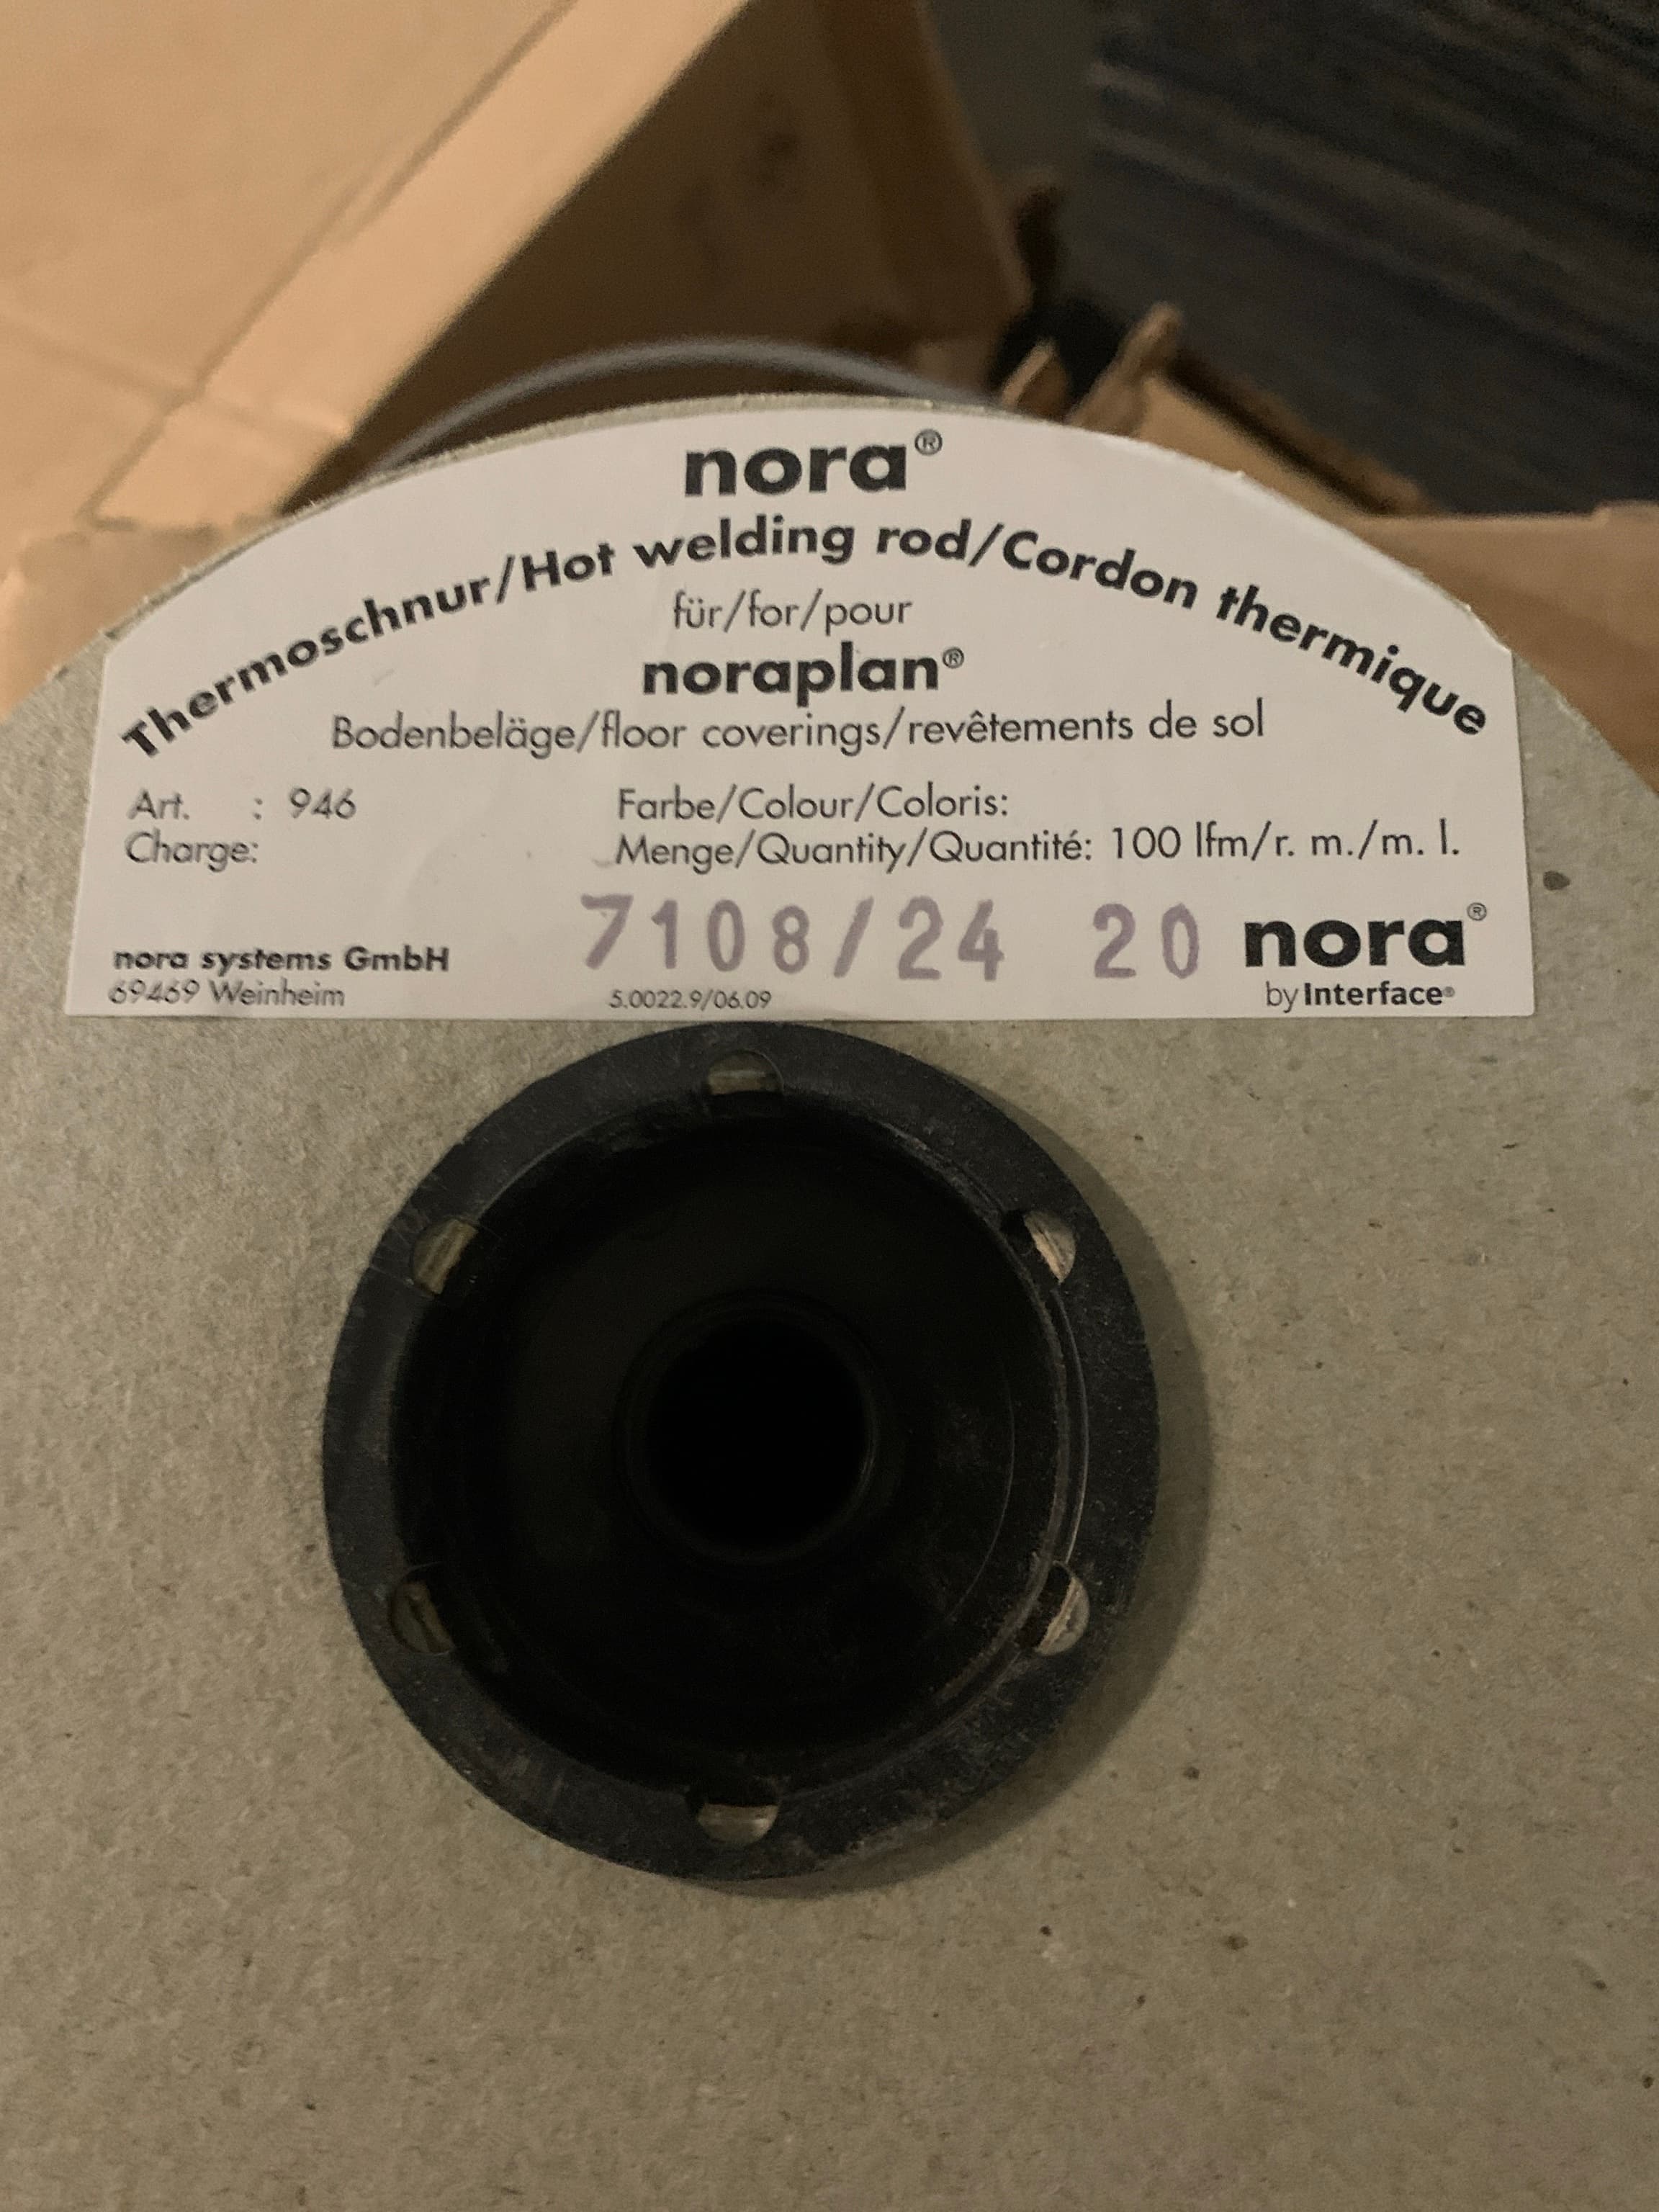 nora®
Thermoschnur/Hot welding rod/Cordon thermique
für/for/pour
noraplan®
Bodenbeläge/floor coverings/revêtements de sol
Art. : 946
Farbe/Colour/Coloris:
Charge:
Menge/Quantity/Quantité: 100 lfm/r. m./m. l.
7108/24 20
nora®
by Interface®
nora systems GmbH
69469 Weinheim
5.0022.9/06.09